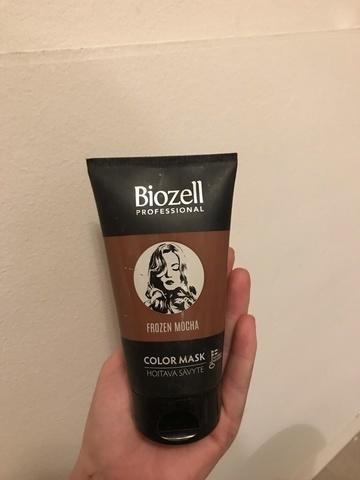 Biozell
PROFESSIONAL
FROZEN MOCHA
COLOR MASK
HOITAVA SÄVYTE